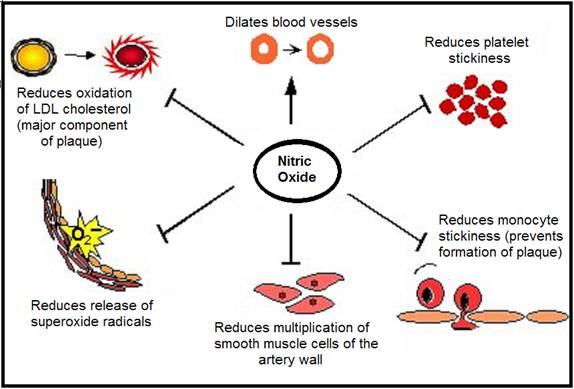 Dilates blood vessels
Reduces oxidation
of LDL cholesterol
(major component
of plaque)
Reduces platelet
stickiness
Nitric
Oxide
O2–
Reduces release of
superoxide radicals
Reduces multiplication of
smooth muscle cells of the
artery wall
Reduces monocyte
stickiness (prevents
formation of plaque)